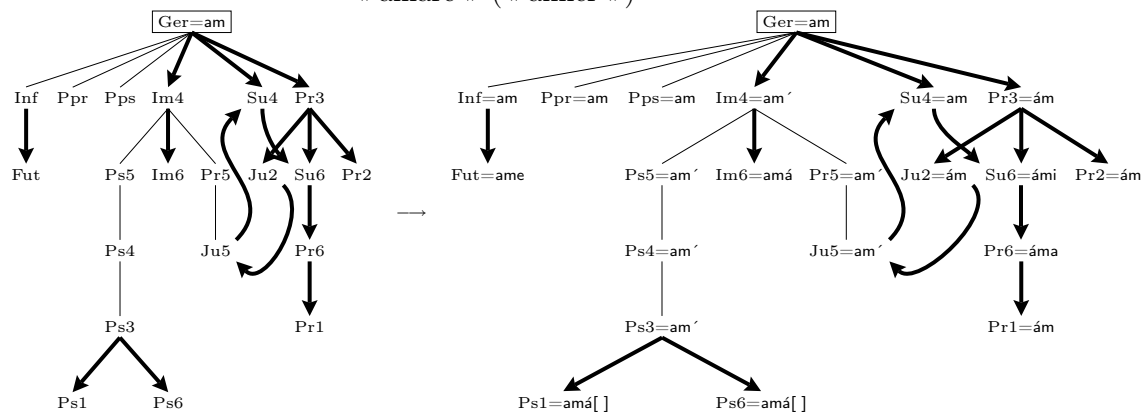 Ger=am Ger=am
Inf Ppr Pps Im4 Su4 Pr3 Inf=am Ppr=am Pps=am Im4=am´ Su4=am Pr3=ám
Fut Ps5 Im6 Pr5 Ju2 Su6 Pr2 Fut=ame Ps5=am´ Im6=amá Pr5=am´ Ju2=ám Su6=ámi Pr2=ám
→
Ps4 Ju5 Pr6 Ps4=am´ Ju5=am´ Pr6=áma
Ps3 Pr1 Ps3=am´ Pr1=ám
Ps1 Ps6 Ps1=amá[ ] Ps6=amá[ ]